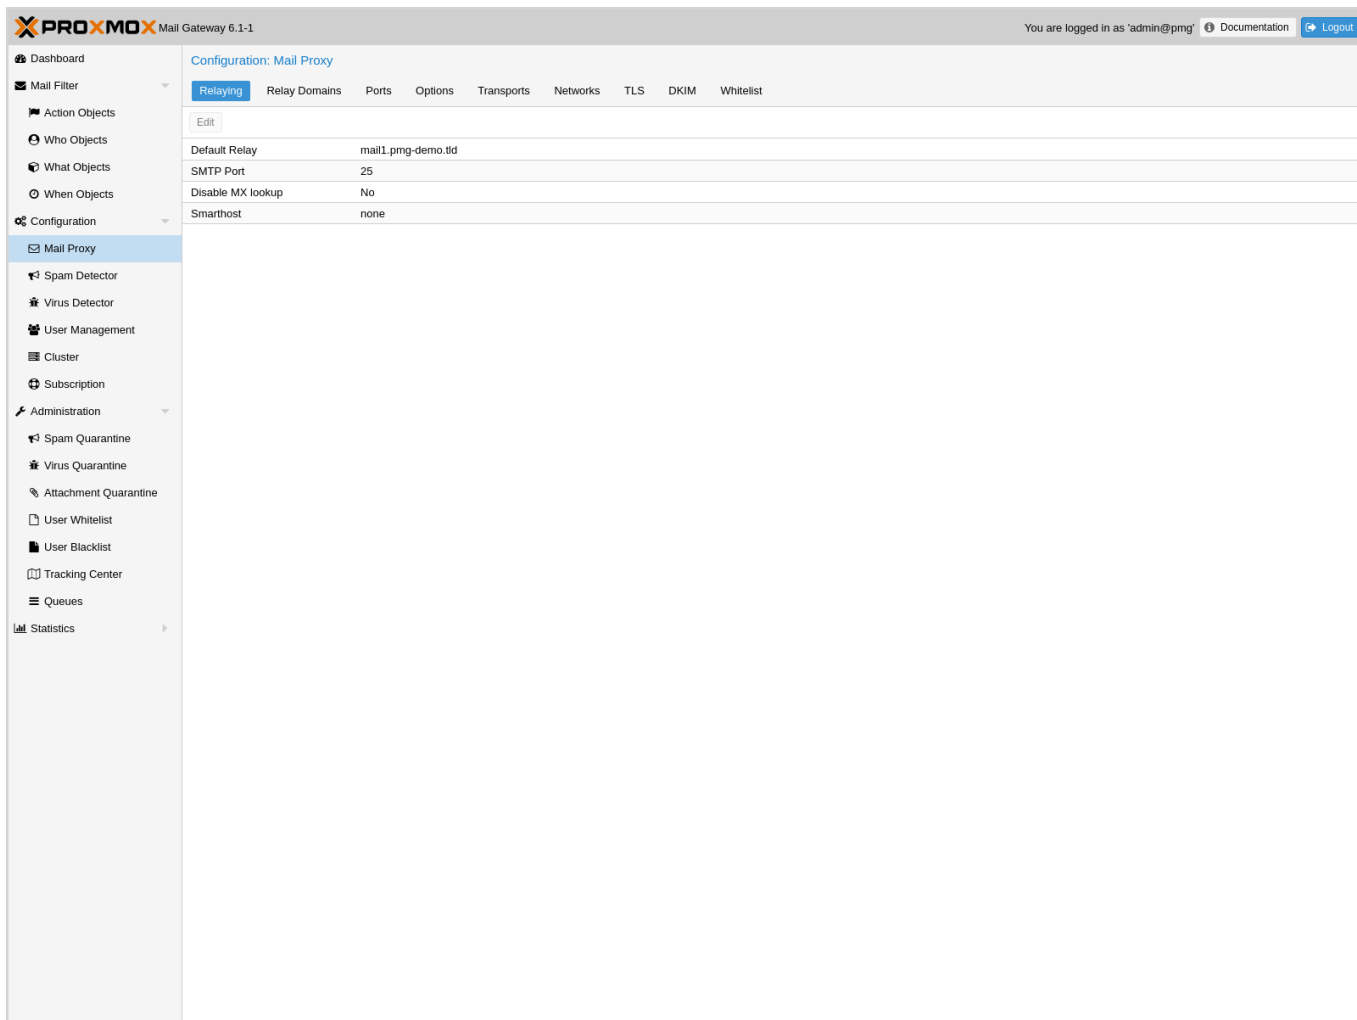 PROXMOX Mail Gateway 6.1-1 You are logged in as 'admin@pmg' Documentation Logout
Dashboard
Mail Filter
Action Objects
Who Objects
What Objects
When Objects
Configuration
Mail Proxy
Spam Detector
Virus Detector
User Management
Cluster
Subscription
Administration
Spam Quarantine
Virus Quarantine
Attachment Quarantine
User Whitelist
User Blacklist
Tracking Center
Queues
Statistics
Configuration: Mail Proxy
Relaying Relay Domains Ports Options Transports Networks TLS DKIM Whitelist
Edit
Default Relay mail1.pmg-demo.tld
SMTP Port 25
Disable MX lookup No
Smarthost none